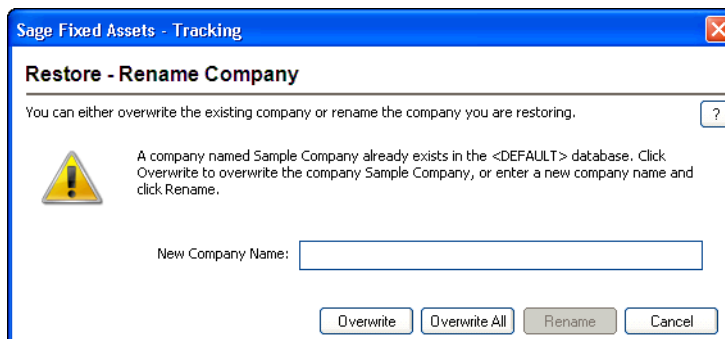 Sage Fixed Assets - Tracking
Restore - Rename Company
You can either overwrite the existing company or rename the company you are restoring.
?
A company named Sample Company already exists in the <DEFAULT> database. Click
Overwrite to overwrite the company Sample Company, or enter a new company name and
click Rename.
New Company Name:
Overwrite Overwrite All Rename Cancel